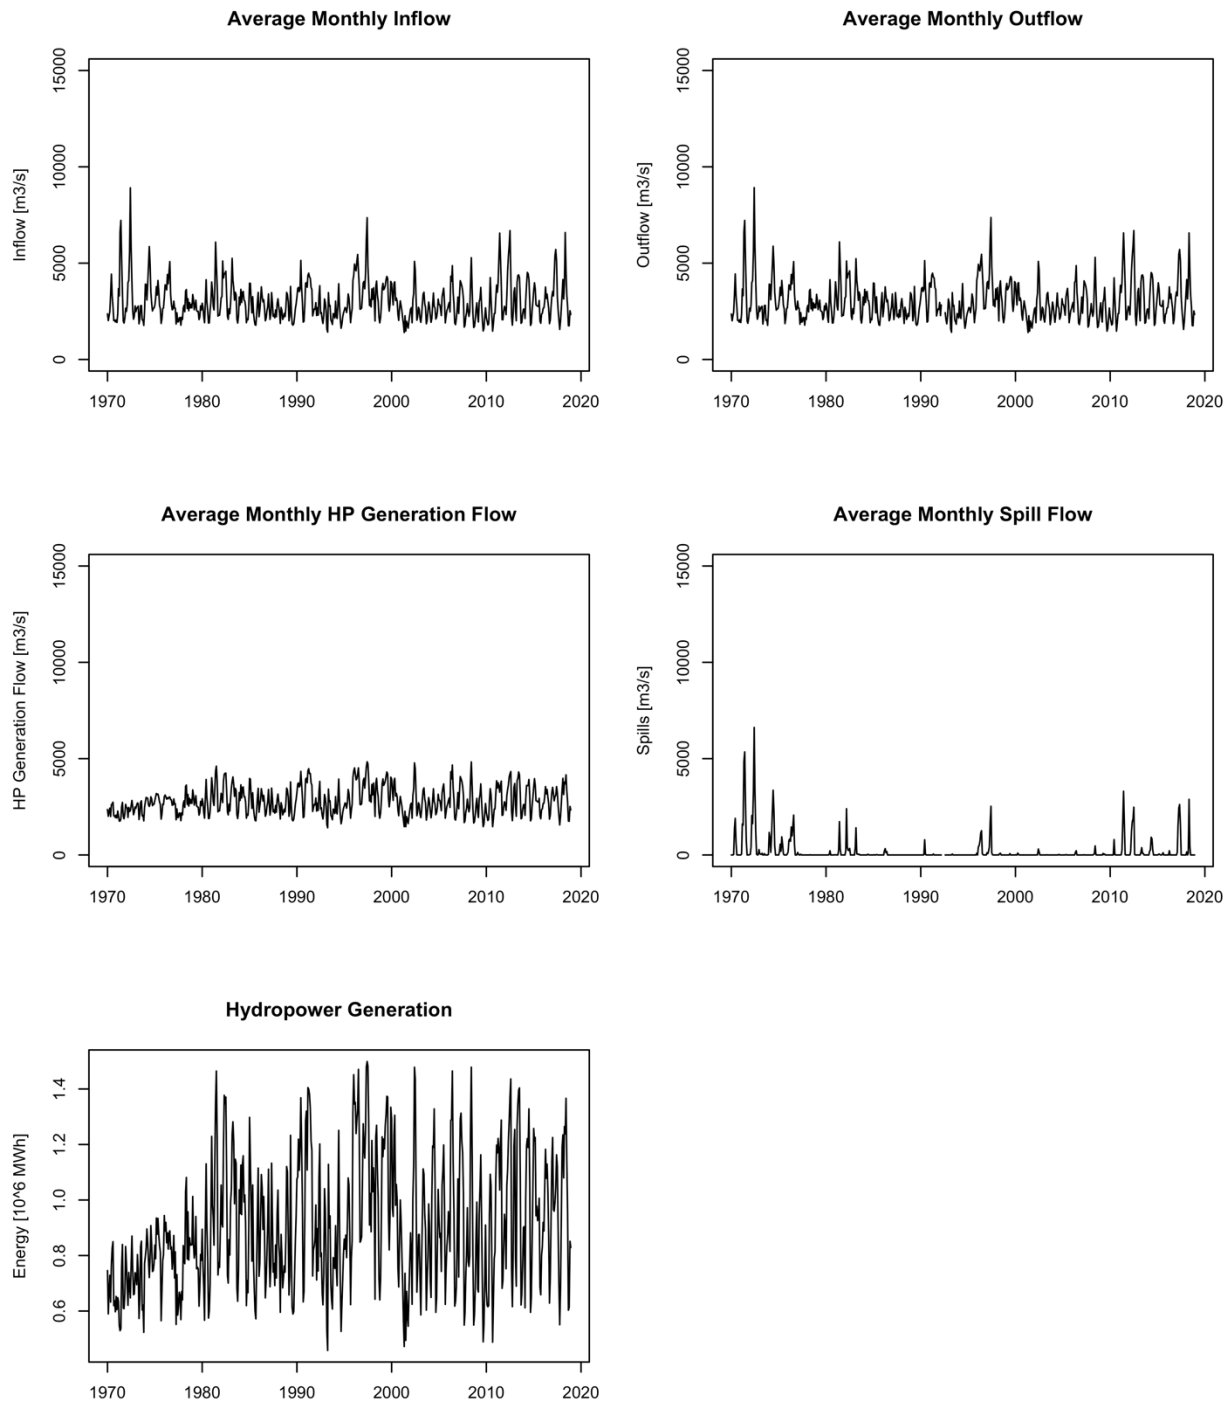 Average Monthly Inflow
Inflow [m3/s]
15000
10000
5000
0
1970 1980 1990 2000 2010 2020
Average Monthly Outflow
Outflow [m3/s]
15000
10000
5000
0
1970 1980 1990 2000 2010 2020
Average Monthly HP Generation Flow
HP Generation Flow [m3/s]
15000
10000
5000
0
1970 1980 1990 2000 2010 2020
Average Monthly Spill Flow
Spills [m3/s]
15000
10000
5000
0
1970 1980 1990 2000 2010 2020
Hydropower Generation
Energy [10^6 MWh]
1.4
1.2
1.0
0.8
0.6
1970 1980 1990 2000 2010 2020